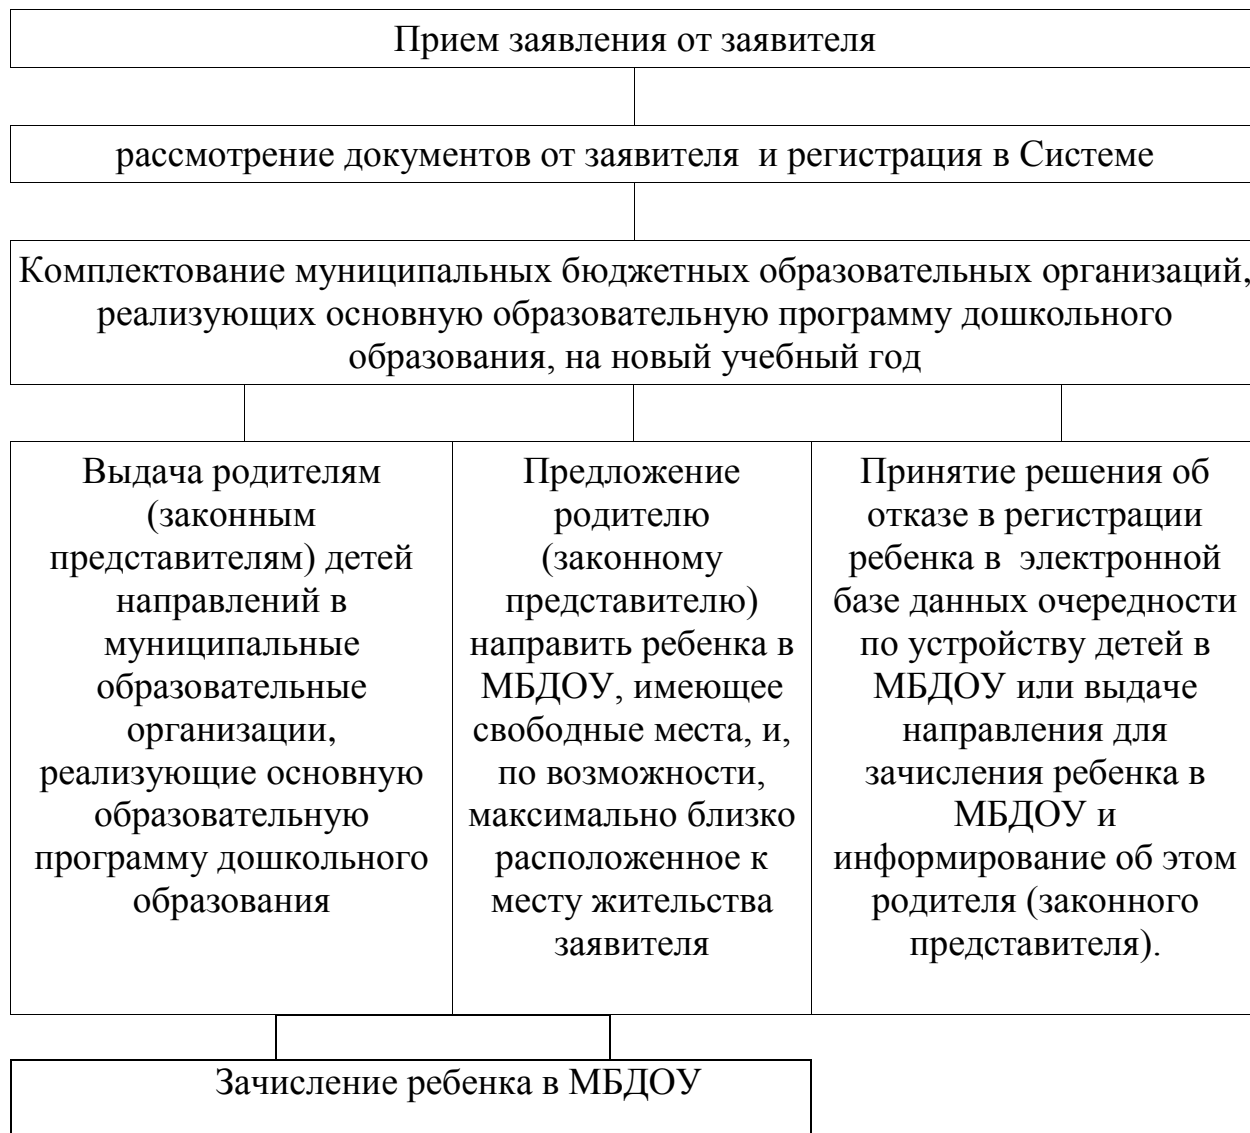 Прием заявления от заявителя
рассмотрение документов от заявителя  и регистрация в Системе
Комплектование муниципальных бюджетных образовательных организаций,
реализующих основную образовательную программу дошкольного
образования, на новый учебный год
Выдача родителям
(законным
представителям) детей
направлений в
муниципальные
образовательные
организации,
реализующие основную
образовательную
программу дошкольного
образования
Предложение
родителю
(законному
представителю)
направить ребенка в
МБДОУ, имеющее
свободные места, и,
по возможности,
максимально близко
расположенное к
месту жительства
заявителя
Принятие решения об
отказе в регистрации
ребенка в  электронной
базе данных очередности
по устройству детей в
МБДОУ или выдаче
направления для
зачисления ребенка в
МБДОУ и
информирование об этом
родителя (законного
представителя).
Зачисление ребенка в МБДОУ